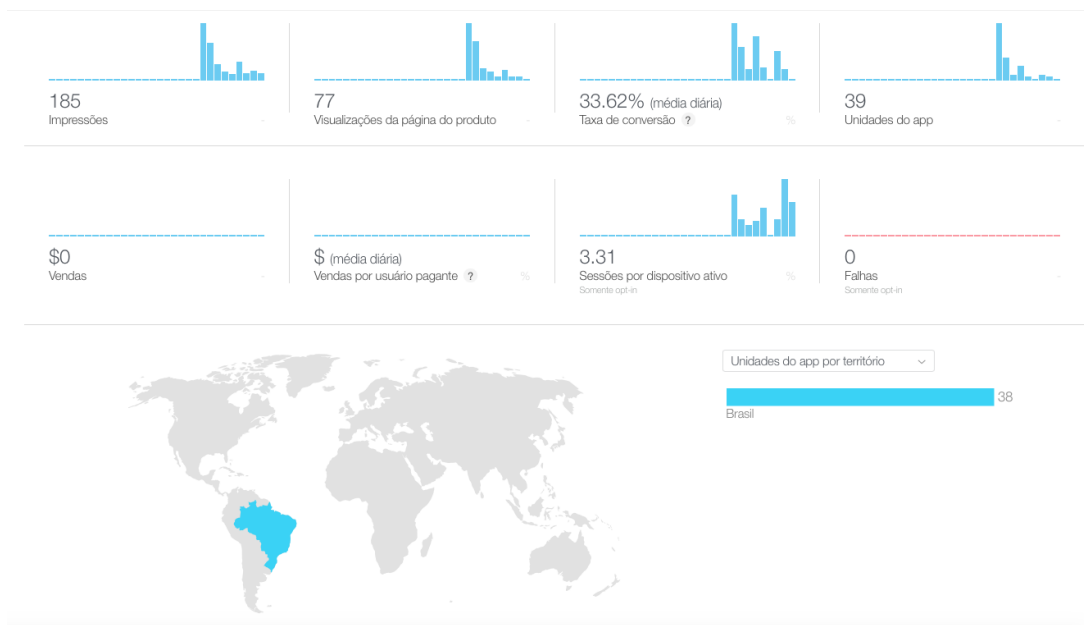 185
Impressões
-
77
Visualizações da página do produto
-
33.62% (média diária)
Taxa de conversão ?
%
39
Unidades do app
-
$0
Vendas
-
$ (média diária)
Vendas por usuário pagante ?
%
3.31
Sessões por dispositivo ativo
%
Somente opt-in
0
Falhas
-
Somente opt-in
Unidades do app por território
38
Brasil